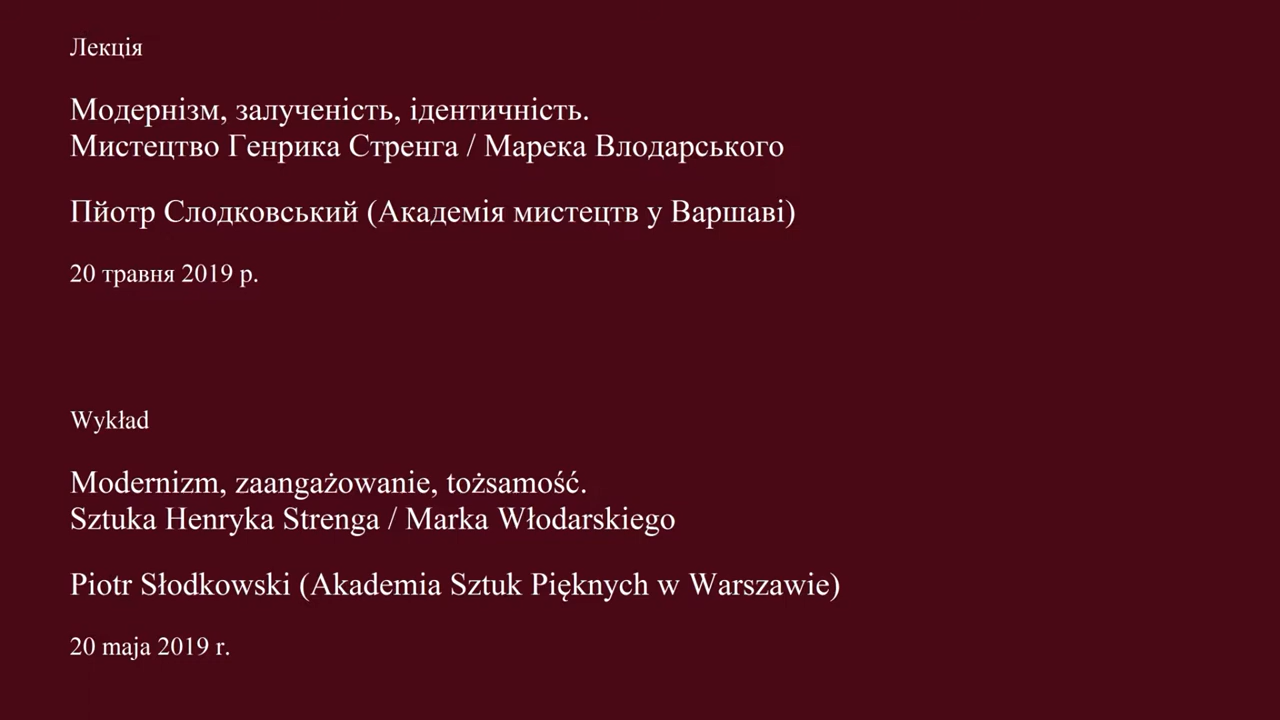 Лекція
Модернізм, залученість, ідентичність.
Мистецтво Генрика Стренга / Марека Влодарського
Пйотр Слодковський (Академія мистецтв у Варшаві)
20 травня 2019 р.
Wykład
Modernizm, zaangażowanie, tożsamość.
Sztuka Henryka Strenga / Marka Włodarskiego
Piotr Słodkowski (Akademia Sztuk Pięknych w Warszawie)
20 maja 2019 r.